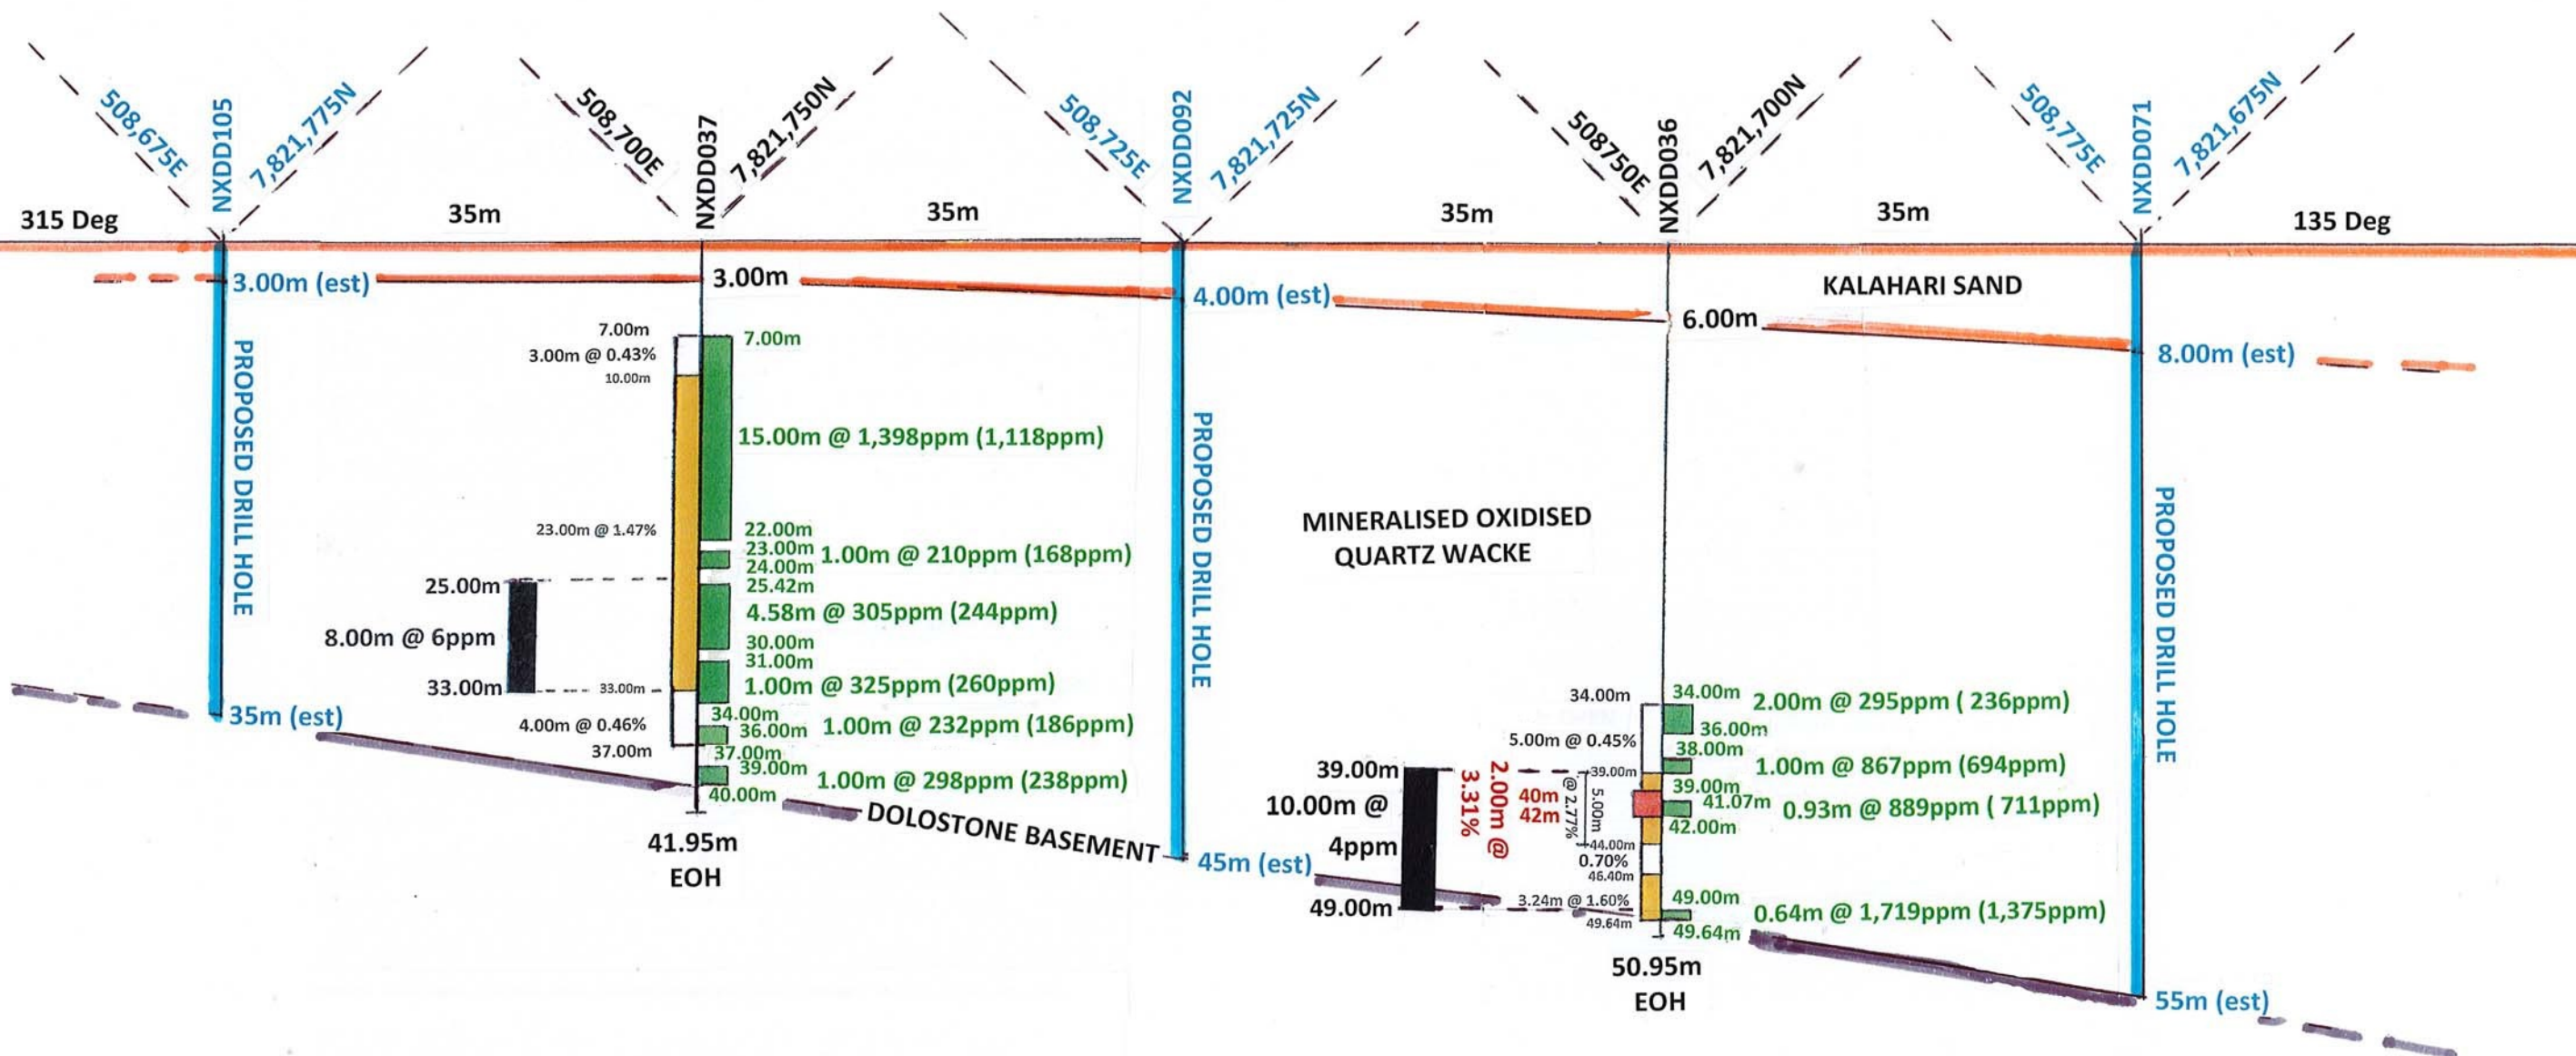 508,675E
NXDD105
7,821,775N
508,700E
NXDD037
7,821,750N
508,725E
NXDD092
7,821,725N
508750E
NXDD036
7,821,700N
508,775E
NXDD071
7,821,675N
315 Deg
35m
35m
35m
35m
135 Deg
3.00m (est)
3.00m
4.00m (est)
KALAHARI SAND
6.00m
8.00m (est)
PROPOSED DRILL HOLE
35m (est)
7.00m
3.00m @ 0.43%
10.00m
23.00m @ 1.47%
25.00m
8.00m @ 6ppm
33.00m
33.00m
4.00m @ 0.46%
37.00m
7.00m
15.00m @ 1,398ppm (1,118ppm)
22.00m
23.00m
1.00m @ 210ppm (168ppm)
24.00m
25.42m
4.58m @ 305ppm (244ppm)
30.00m
31.00m
1.00m @ 325ppm (260ppm)
34.00m
36.00m
1.00m @ 232ppm (186ppm)
37.00m
39.00m
1.00m @ 298ppm (238ppm)
40.00m
41.95m
EOH
DOLOSTONE BASEMENT
PROPOSED DRILL HOLE
45m (est)
MINERALISED OXIDISED
QUARTZ WACKE
34.00m
5.00m @ 0.45%
39.00m
10.00m @
4ppm
49.00m
2.00m @
3.31%
40m
42m
39.00m
5.00m
@ 2.77%
44.00m
0.70%
46.40m
3.24m @ 1.60%
49.64m
34.00m
2.00m @ 295ppm ( 236ppm)
36.00m
38.00m
1.00m @ 867ppm (694ppm)
39.00m
41.07m
0.93m @ 889ppm ( 711ppm)
42.00m
49.00m
0.64m @ 1,719ppm (1,375ppm)
49.64m
50.95m
EOH
PROPOSED DRILL HOLE
55m (est)